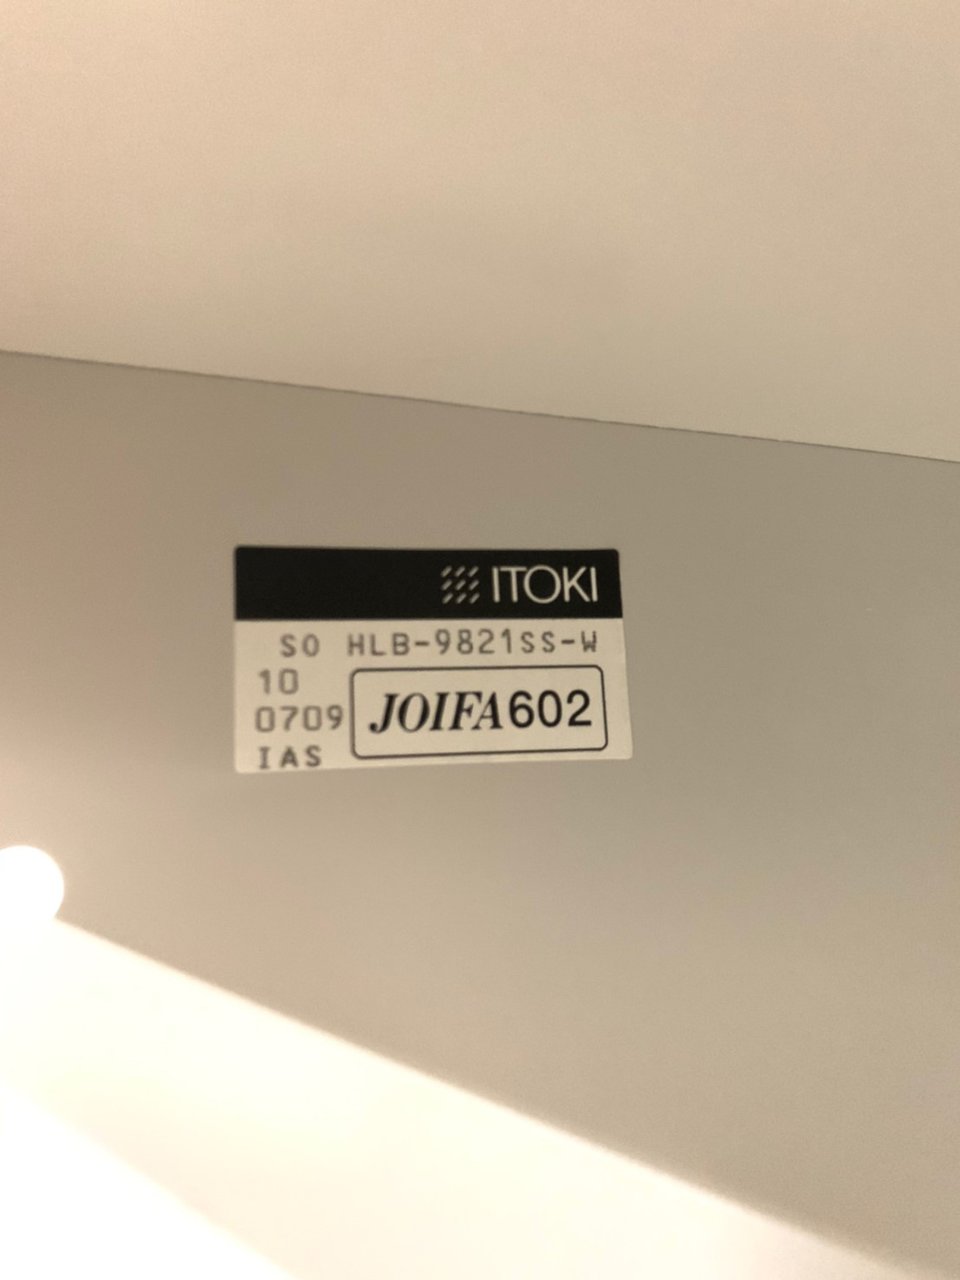 ITOKI
SO HLB-9821SS-W
10
0709
IAS
JOIFA602